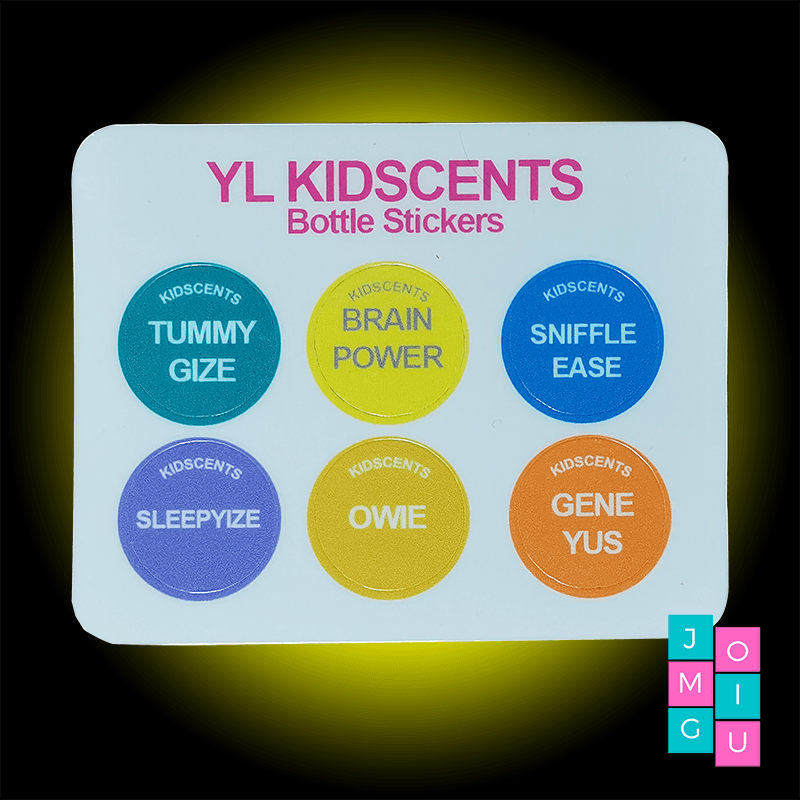 YL KIDSCENTS
Bottle Stickers
KIDSCENTS
TUMMY
GIZE
KIDSCENTS
BRAIN
POWER
KIDSCENTS
SNIFFLE
EASE
KIDSCENTS
SLEEPYIZE
KIDSCENTS
OWIE
KIDSCENTS
GENE
YUS
J O
M I
G U